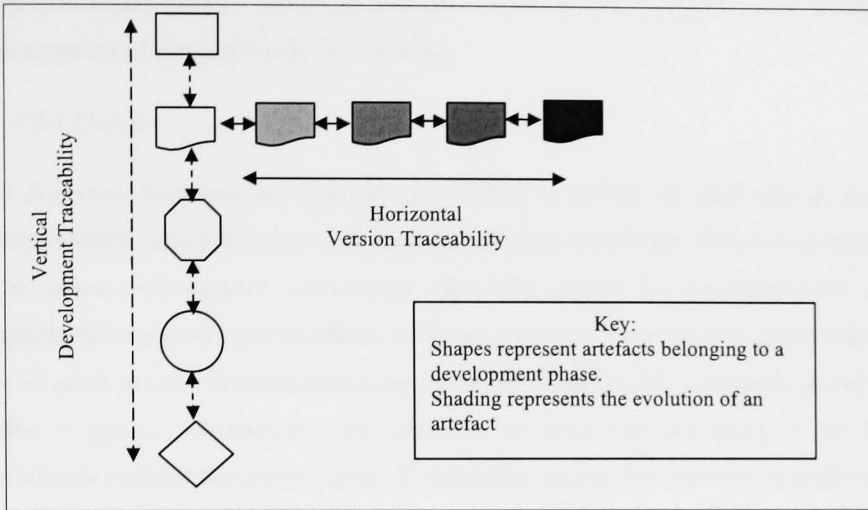 Vertical
Development Traceability
Horizontal
Version Traceability
Key:
Shapes represent artefacts belonging to a
development phase.
Shading represents the evolution of an
artefact